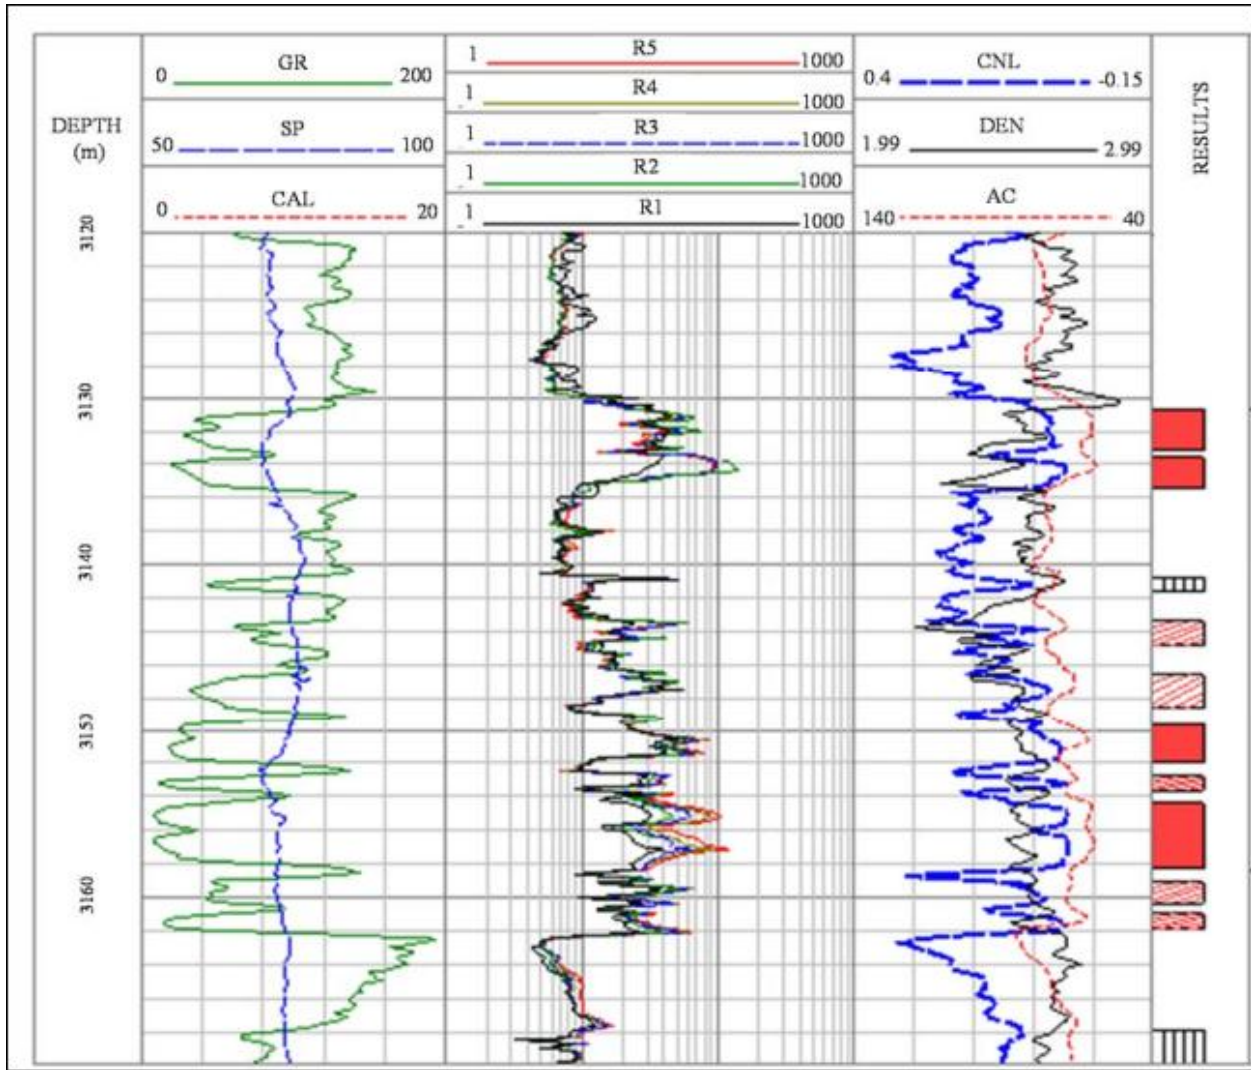 DEPTH
(m)
0 GR 200
50 SP 100
0 CAL 20
1 R5 1000
1 R4 1000
1 R3 1000
1 R2 1000
1 R1 1000
0.4 CNL -0.15
1.99 DEN 2.99
140 AC 40
RESULTS
3120
3130
3140
3152
3160